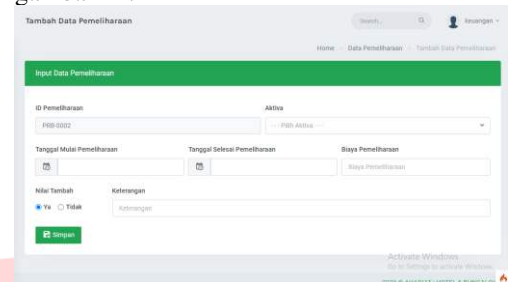 Tambah Data Pemeliharaan
Search...
keuangan
Home
Data Pemeliharaan
Tambah Data Pemeliharaan
Input Data Pemeliharaan
ID Pemeliharaan
Aktiva
PRB-0002
--- Pilih Aktiva ---
Tanggal Mulai Pemeliharaan
Tanggal Selesai Pemeliharaan
Biaya Pemeliharaan
Biaya Pemeliharaan
Nilai Tambah
Keterangan
Ya
Tidak
Keterangan
Simpan
Activate Windows
Go to Settings to activate Windows.